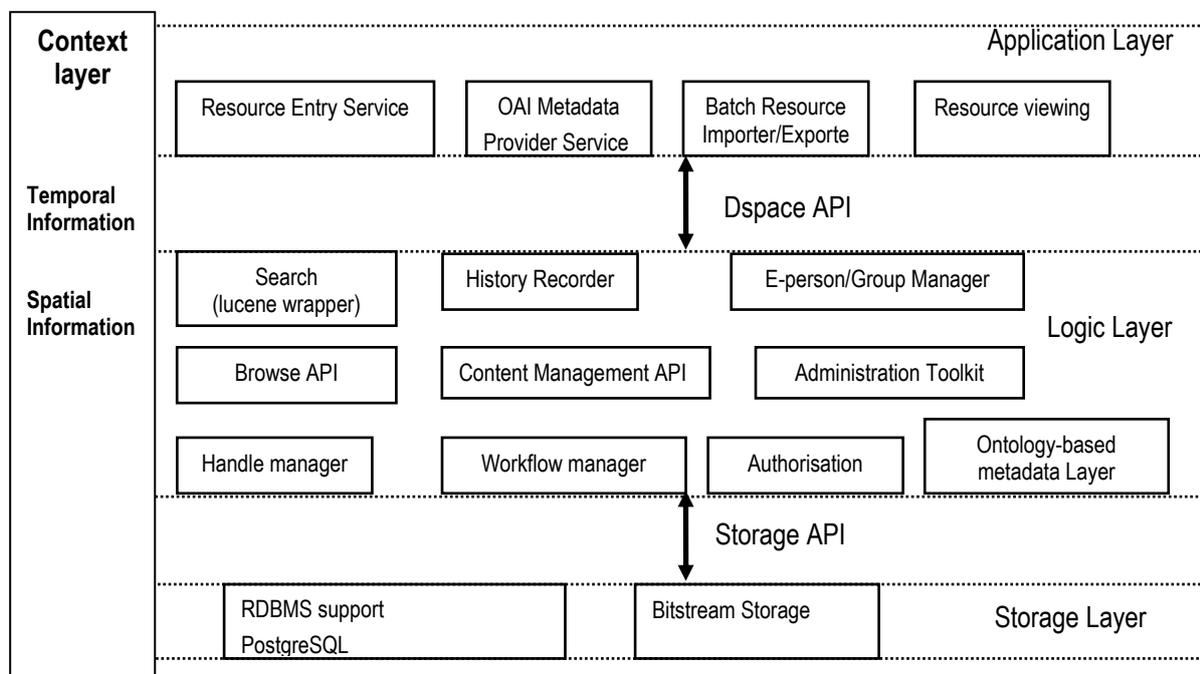 Context
layer
Temporal
Information
Spatial
Information
Application Layer
Resource Entry Service
OAI Metadata
Provider Service
Batch Resource
Importer/Exporte
Resource viewing
Dspace API
Search
(lucene wrapper)
History Recorder
E-person/Group Manager
Logic Layer
Browse API
Content Management API
Administration Toolkit
Handle manager
Workflow manager
Authorisation
Ontology-based
metadata Layer
Storage API
RDBMS support
PostgreSQL
Bitstream Storage
Storage Layer